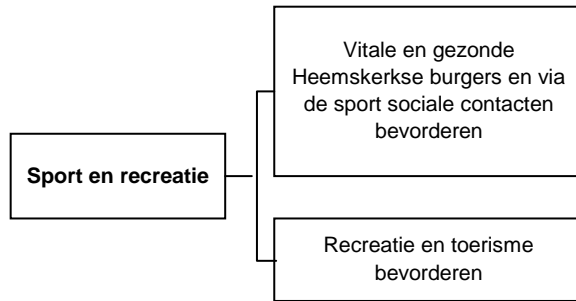 Vitale en gezonde
Heemskerkse burgers en via
de sport sociale contacten
bevorderen
Sport en recreatie
Recreatie en toerisme
bevorderen